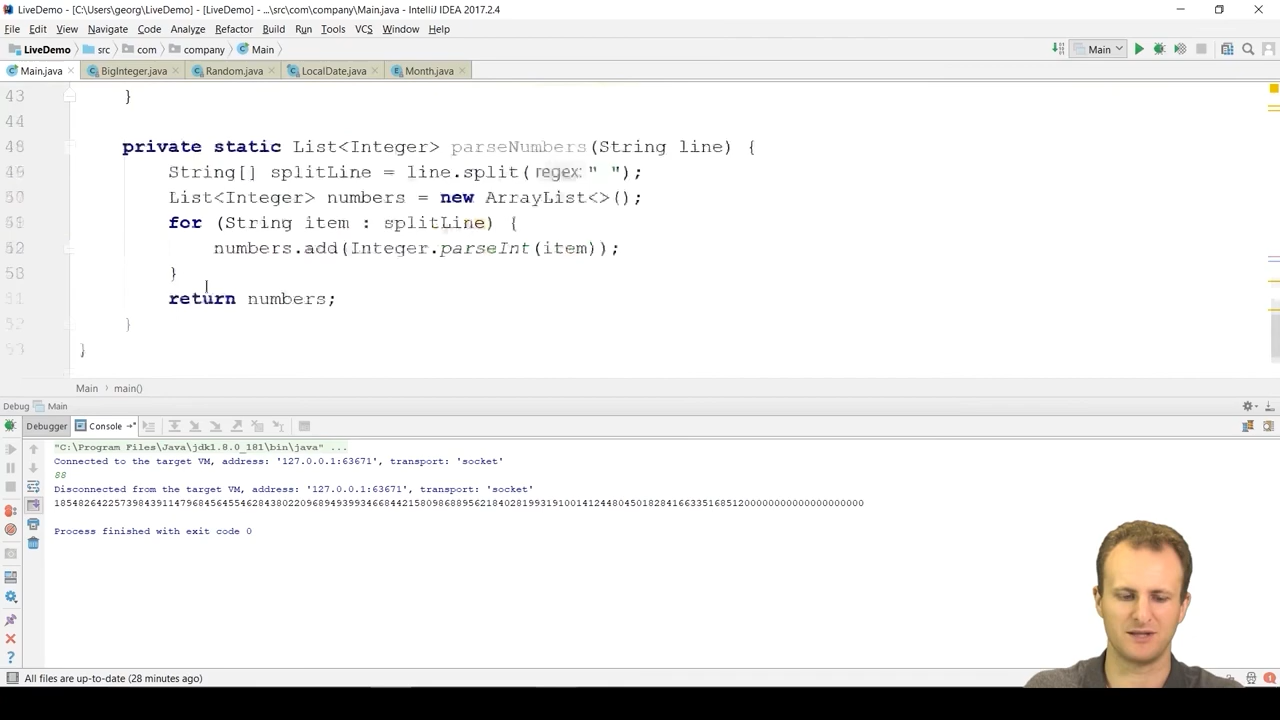 LiveDemo - [C:\Users\georg\LiveDemo] - [LiveDemo] - ...\src\com\company\Main.java - IntelliJ IDEA 2017.2.4
File Edit View Navigate Code Analyze Refactor Build Run Tools VCS Window Help
LiveDemo src com company Main Main
Main.java BigInteger.java Random.java LocalDate.java Month.java
43 }
44
private static List<Integer> parseNumbers(String line) {
String[] splitLine = line.split( regex: " ");
50 List<Integer> numbers = new ArrayList<>();
for (String item : splitLine) {
numbers.add(Integer.parseInt(item));
}
return numbers;
}
}
Main › main()
Debug Main
Debugger Console
"C:\Program Files\Java\jdk1.8.0_181\bin\java" ...
Connected to the target VM, address: '127.0.0.1:63671', transport: 'socket'
88
Disconnected from the target VM, address: '127.0.0.1:63671', transport: 'socket'
Process finished with exit code 0
All files are up-to-date (28 minutes ago)